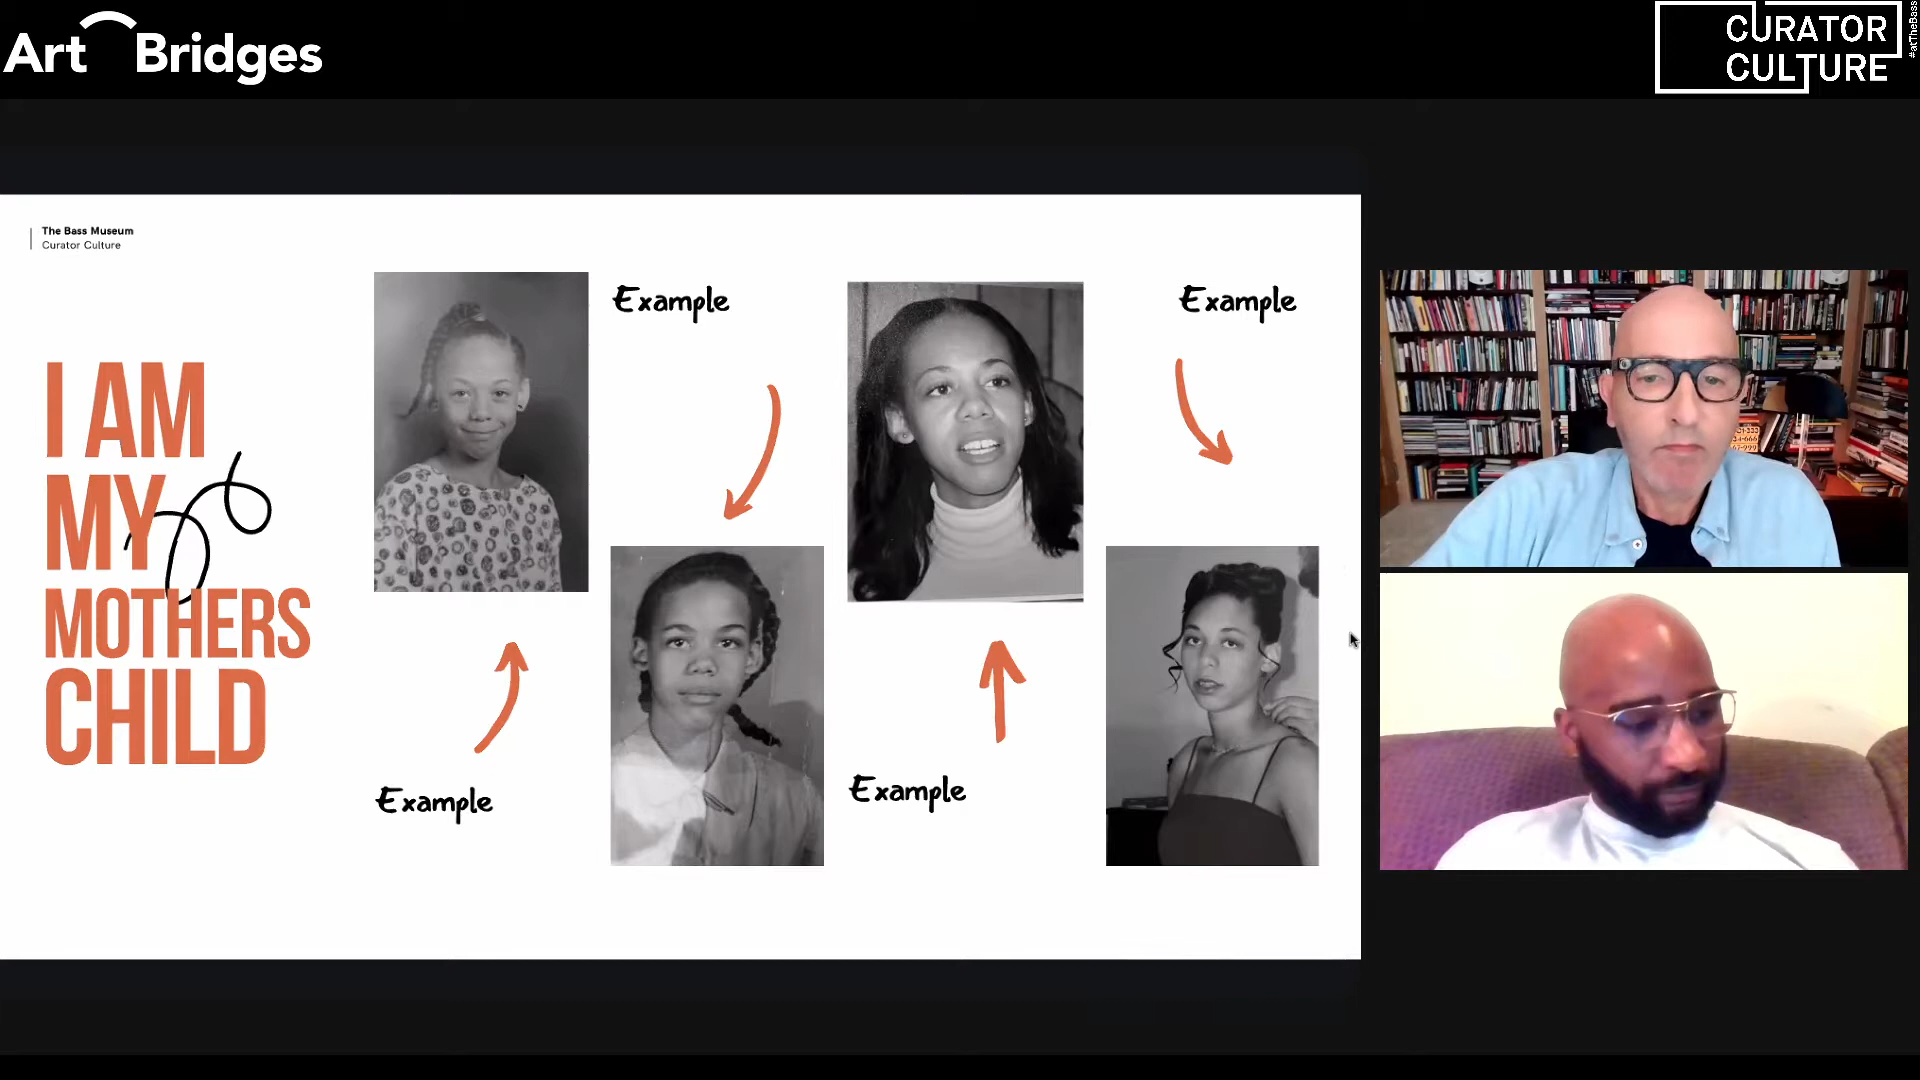 Art Bridges
CURATOR
CULTURE
#atTheBass
The Bass Museum
Curator Culture
I AM
MY
MOTHERS
CHILD
Example
Example
Example
Example